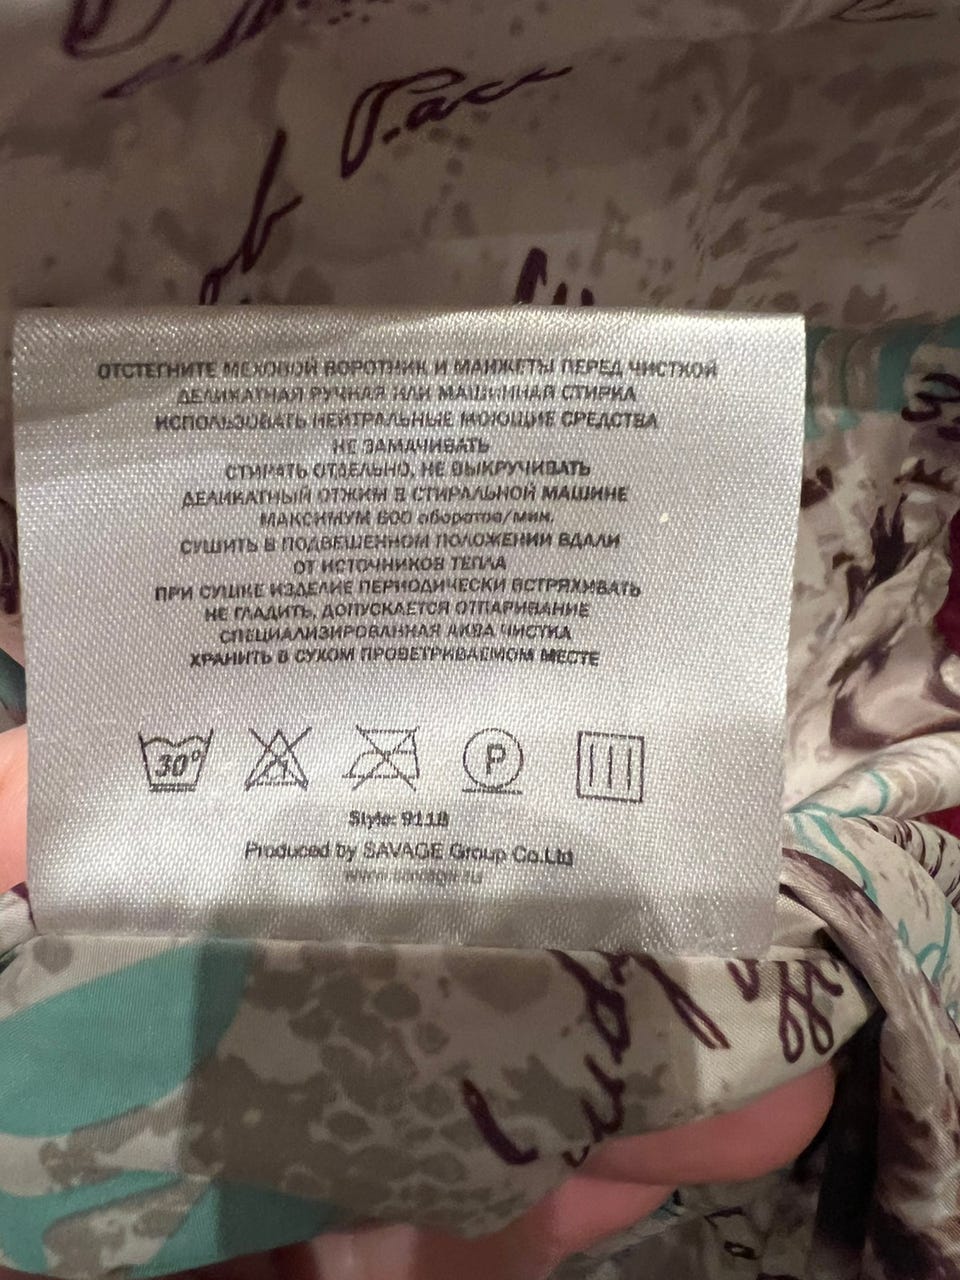 ОТСТЕГНИТЕ МЕХОВОЙ ВОРОТНИК И МАНЖЕТЫ ПЕРЕД ЧИСТКОЙ
ДЕЛИКАТНАЯ РУЧНАЯ ИЛИ МАШИННАЯ СТИРКА
ИСПОЛЬЗОВАТЬ НЕЙТРАЛЬНЫЕ МОЮЩИЕ СРЕДСТВА
НЕ ЗАМАЧИВАТЬ
СТИРАТЬ ОТДЕЛЬНО, НЕ ВЫКРУЧИВАТЬ
ДЕЛИКАТНЫЙ ОТЖИМ В СТИРАЛЬНОЙ МАШИНЕ
МАКСИМУМ 600 оборотов/мин.
СУШИТЬ В ПОДВЕШЕННОМ ПОЛОЖЕНИИ ВДАЛИ
ОТ ИСТОЧНИКОВ ТЕПЛА
ПРИ СУШКЕ ИЗДЕЛИЕ ПЕРИОДИЧЕСКИ ВСТРЯХИВАТЬ
НЕ ГЛАДИТЬ, ДОПУСКАЕТСЯ ОТПАРИВАНИЕ
СПЕЦИАЛИЗИРОВАННАЯ АКВА ЧИСТКА
ХРАНИТЬ В СУХОМ ПРОВЕТРИВАЕМОМ МЕСТЕ
30° P
Style: 9118
Produced by SAVAGE Group Co.Ltd